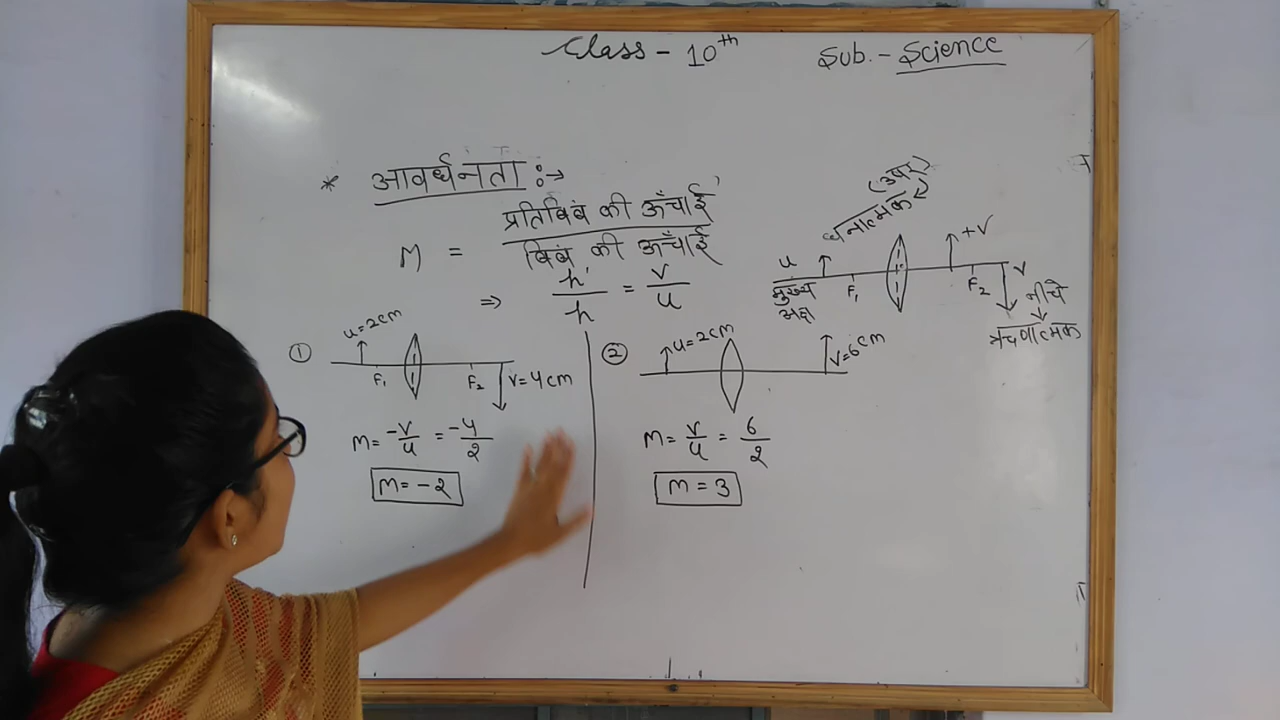 Class - 10th Sub. - Science
* आवर्धनता :→
M = प्रतिबिंब की ऊँचाई / बिंब की ऊँचाई
⇒ h' / h = v / u
(ऊपर)
धनात्मक
u +v
F₁ F₂ v
मुख्य अक्ष
नीचे
ऋणात्मक
① u=2cm
F₁ F₂ v=4cm
M= -v/u = -4/2
M= -2
② u=2cm
v=6cm
M= v/u = 6/2
M = 3